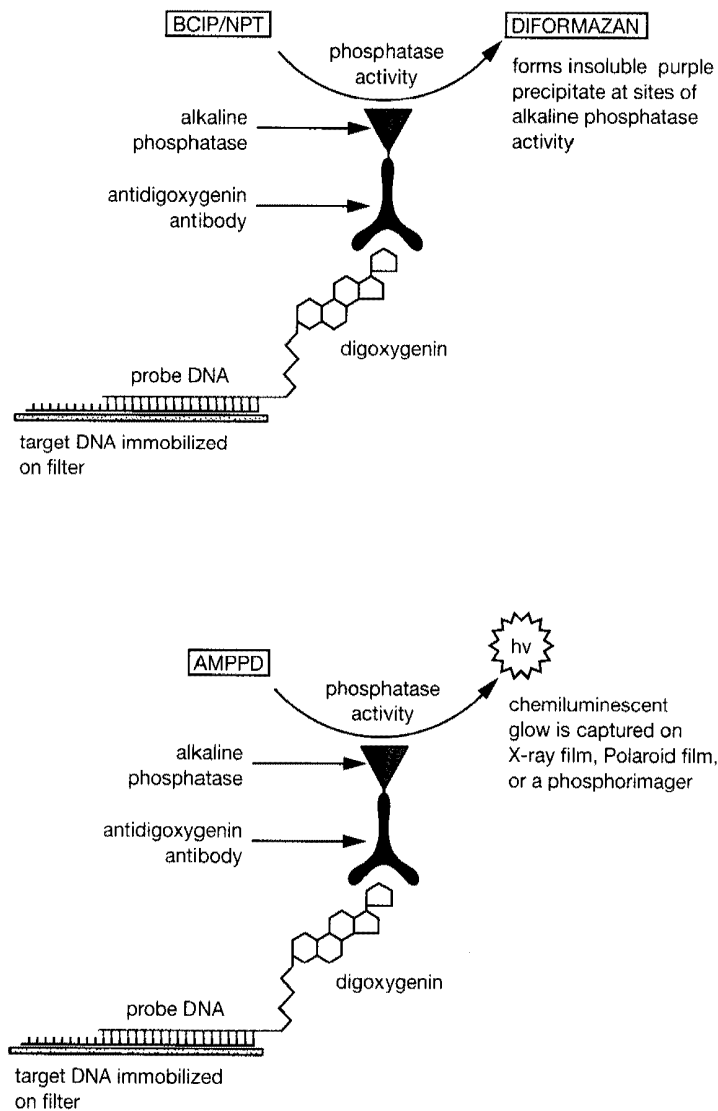 BCIP/NPT
phosphatase
activity
DIFORMAZAN
forms insoluble purple
precipitate at sites of
alkaline phosphatase
activity
alkaline
phosphatase
antidigoxygenin
antibody
digoxygenin
probe DNA
target DNA immobilized
on filter
AMPPD
phosphatase
activity
hv
chemiluminescent
glow is captured on
X-ray film, Polaroid film,
or a phosphorimager
alkaline
phosphatase
antidigoxygenin
antibody
digoxygenin
probe DNA
target DNA immobilized
on filter